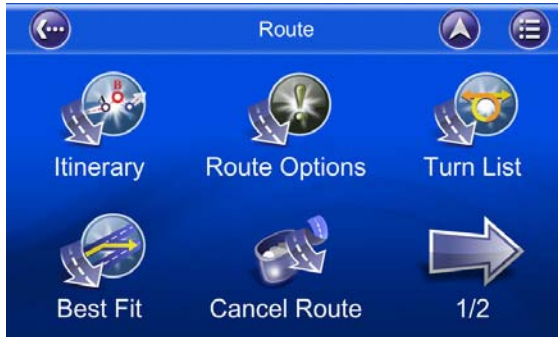 Route
Itinerary
Route Options
Turn List
B
Best Fit
Cancel Route
1/2